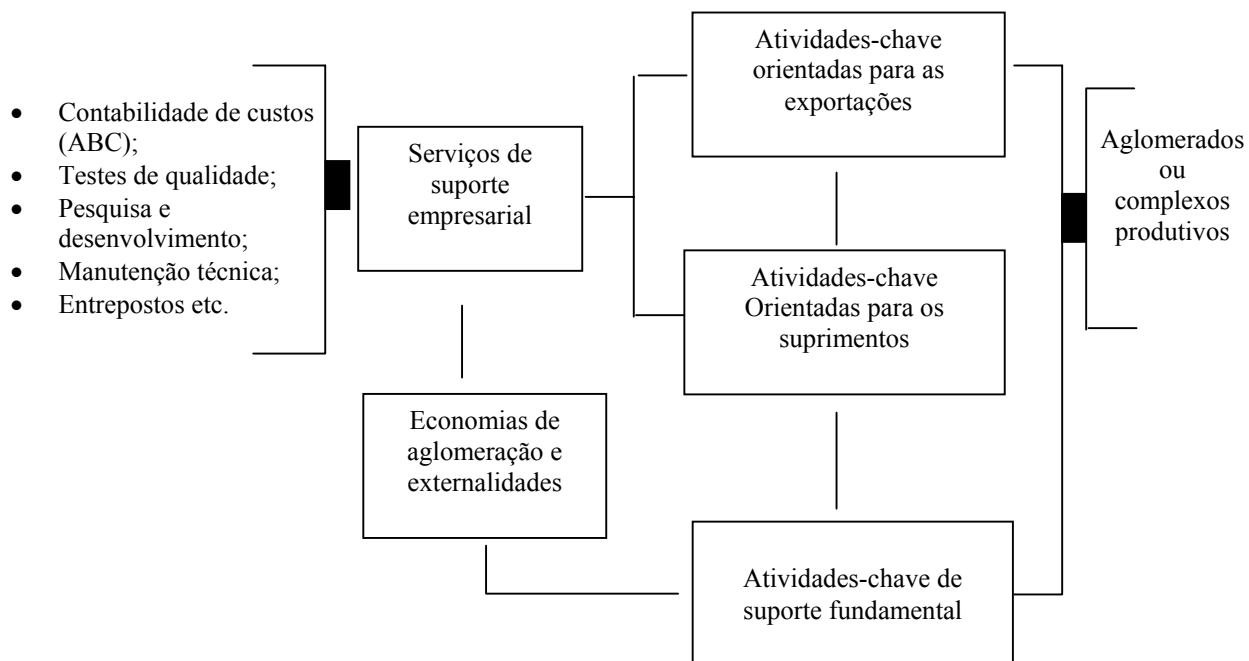 • Contabilidade de custos
(ABC);
• Testes de qualidade;
• Pesquisa e
desenvolvimento;
• Manutenção técnica;
• Entrepostos etc.
Serviços de
suporte
empresarial
Economias de
aglomeração e
externalidades
Atividades-chave
orientadas para as
exportações
Atividades-chave
Orientadas para os
suprimentos
Atividades-chave de
suporte fundamental
Aglomerados
ou
complexos
produtivos